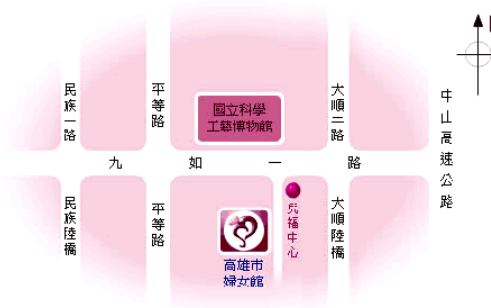 民族一路
平等路
國立科學
工藝博物館
大順二路
中山高速公路
九如一路
民族陸橋
平等路
高雄市
婦女館
兒福中心
大順陸橋